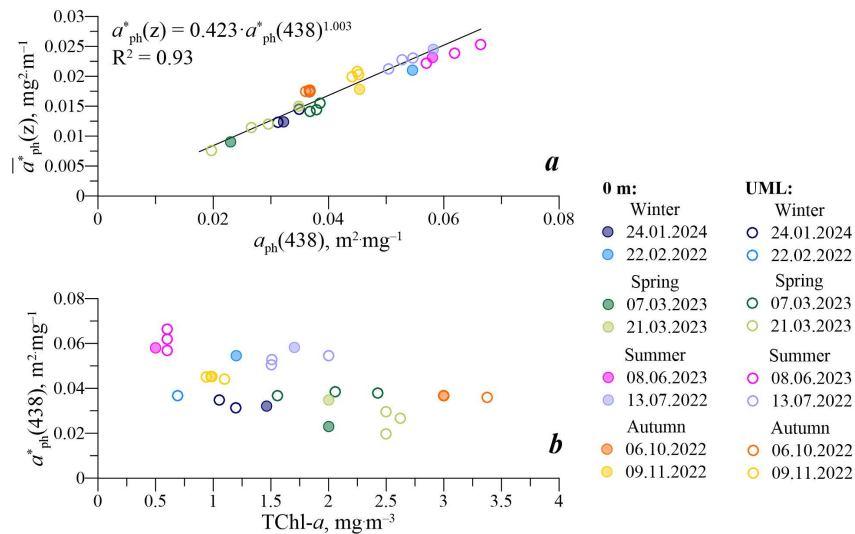 a*ph(z) = 0.423·a*ph(438)^1.003
R² = 0.93
a̅*ph(z), mg²·m⁻¹
0.03
0.025
0.02
0.015
0.01
0.005
0
0
0.02
0.04
0.06
0.08
aph(438), m²·mg⁻¹
a
a*ph(438), m²·mg⁻¹
0.08
0.06
0.04
0.02
0
0
0.5
1
1.5
2
2.5
3
3.5
4
TChl-a, mg·m⁻³
b
0 m:
Winter
24.01.2024
22.02.2022
Spring
07.03.2023
21.03.2023
Summer
08.06.2023
13.07.2022
Autumn
06.10.2022
09.11.2022
UML:
Winter
24.01.2024
22.02.2022
Spring
07.03.2023
21.03.2023
Summer
08.06.2023
13.07.2022
Autumn
06.10.2022
09.11.2022